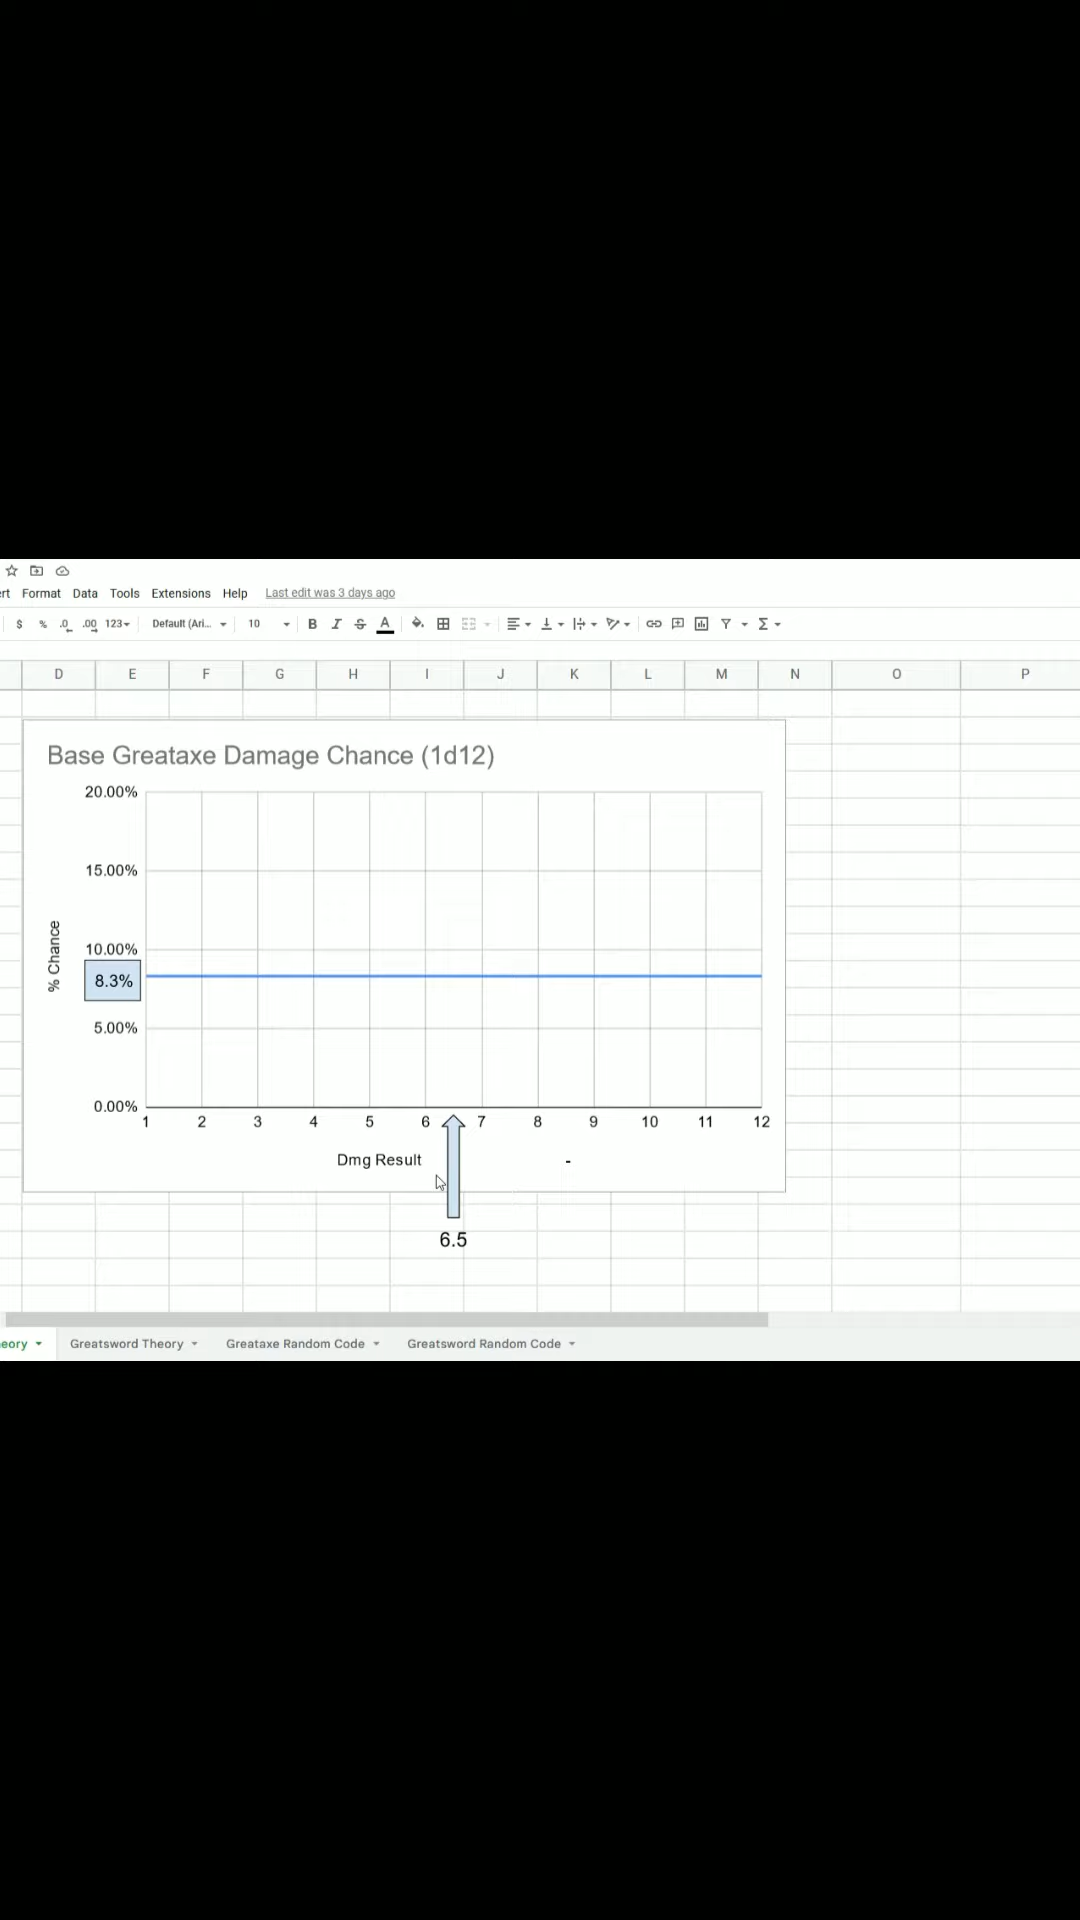 rt Format Data Tools Extensions Help Last edit was 3 days ago
$ % .0 .00 123 Default (Ari... 10 B I S A
D E F G H I J K L M N O P
Base Greataxe Damage Chance (1d12)
20.00%
15.00%
10.00%
8.3%
5.00%
0.00%
% Chance
1 2 3 4 5 6 7 8 9 10 11 12
Dmg Result -
6.5
eory Greatsword Theory Greataxe Random Code Greatsword Random Code